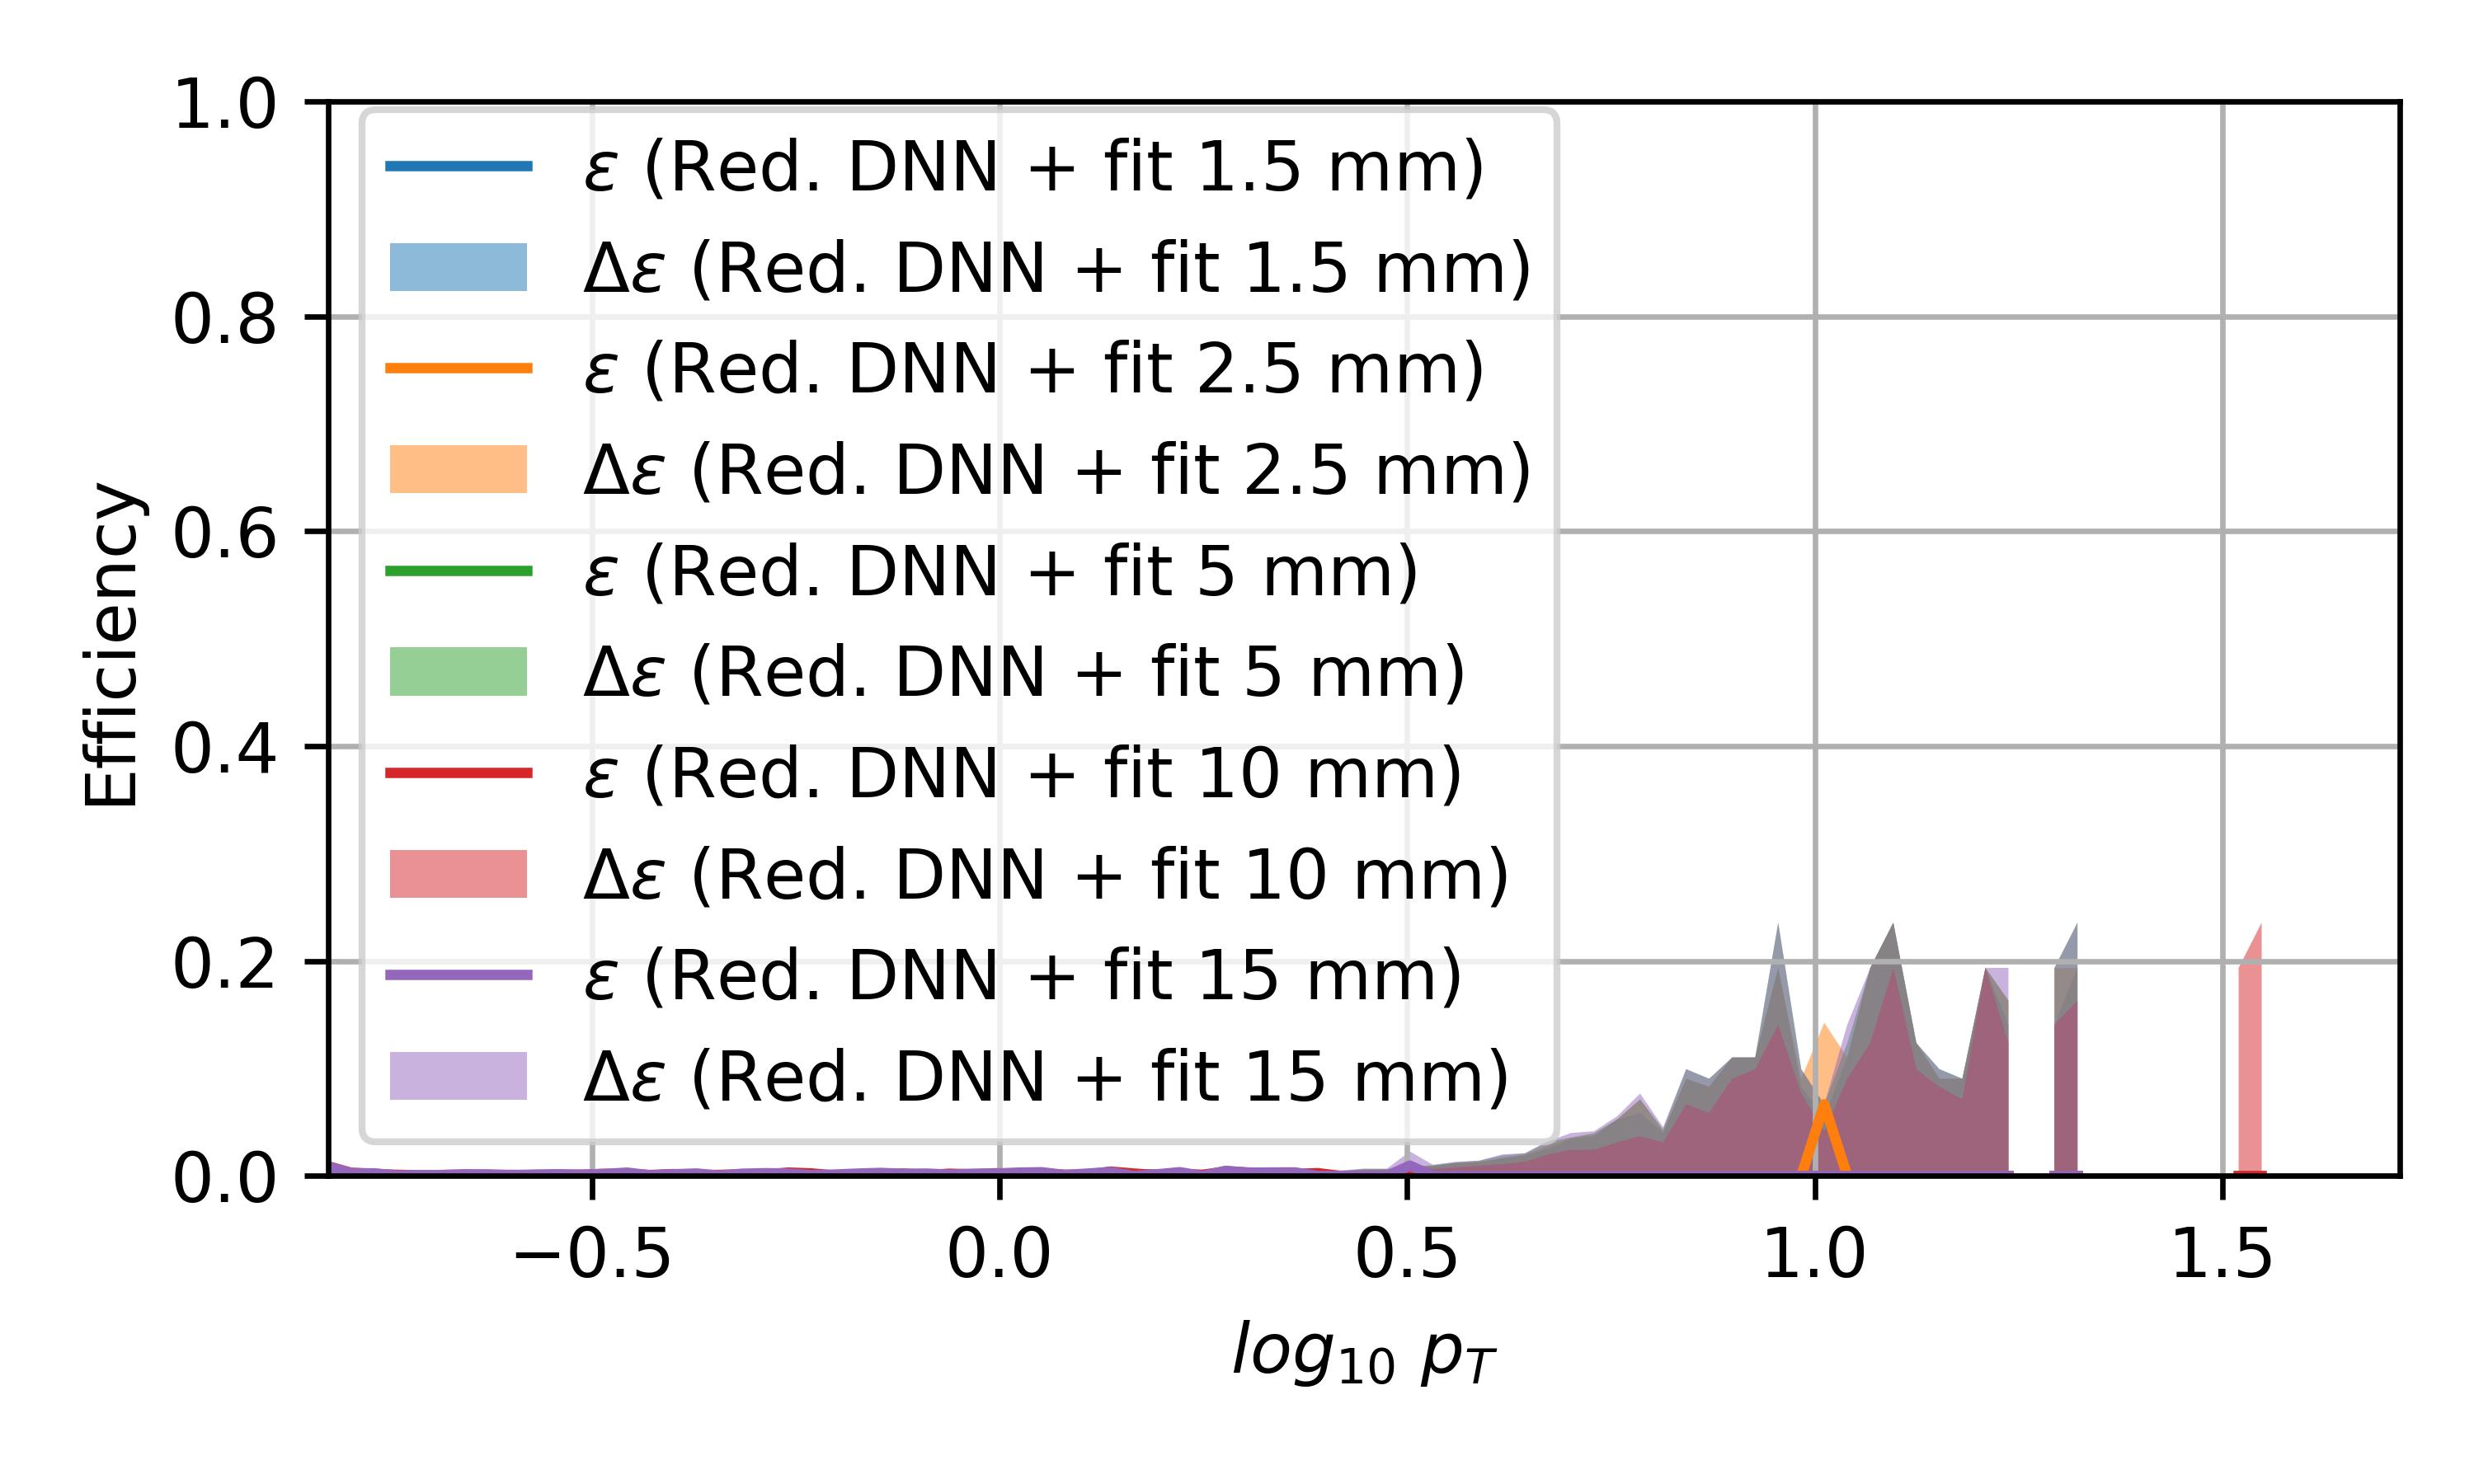 1.0
0.8
0.6
0.4
0.2
0.0
Efficiency
ε (Red. DNN + fit 1.5 mm)
Δε (Red. DNN + fit 1.5 mm)
ε (Red. DNN + fit 2.5 mm)
Δε (Red. DNN + fit 2.5 mm)
ε (Red. DNN + fit 5 mm)
Δε (Red. DNN + fit 5 mm)
ε (Red. DNN + fit 10 mm)
Δε (Red. DNN + fit 10 mm)
ε (Red. DNN + fit 15 mm)
Δε (Red. DNN + fit 15 mm)
−0.5 0.0 0.5 1.0 1.5
log₁₀ p_T